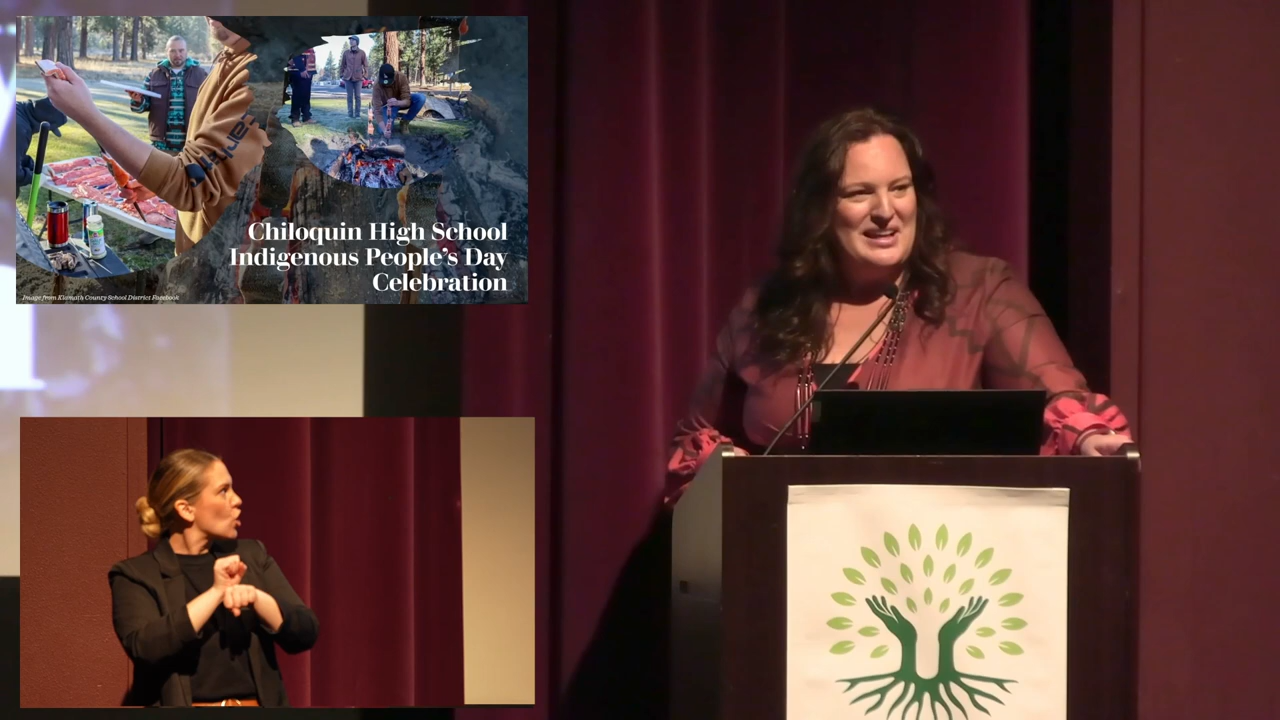 Chiloquin High School
Indigenous People's Day
Celebration
Image from Klamath County School District Facebook